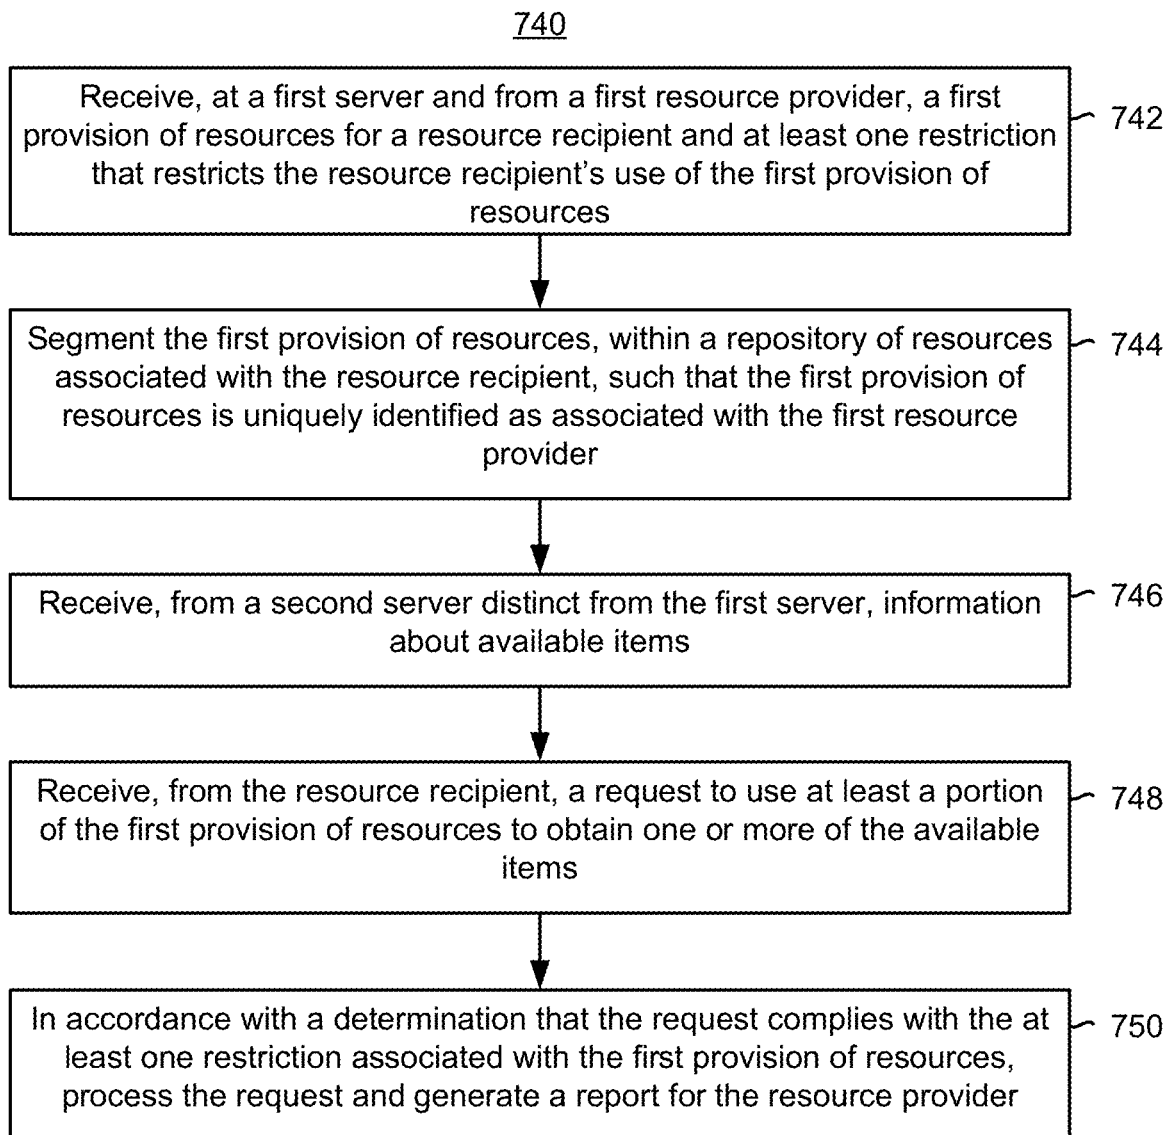 740
Receive, at a first server and from a first resource provider, a first
provision of resources for a resource recipient and at least one restriction
that restricts the resource recipient's use of the first provision of
resources
742
Segment the first provision of resources, within a repository of resources
associated with the resource recipient, such that the first provision of
resources is uniquely identified as associated with the first resource
provider
744
Receive, from a second server distinct from the first server, information
about available items
746
Receive, from the resource recipient, a request to use at least a portion
of the first provision of resources to obtain one or more of the available
items
748
In accordance with a determination that the request complies with the at
least one restriction associated with the first provision of resources,
process the request and generate a report for the resource provider
750